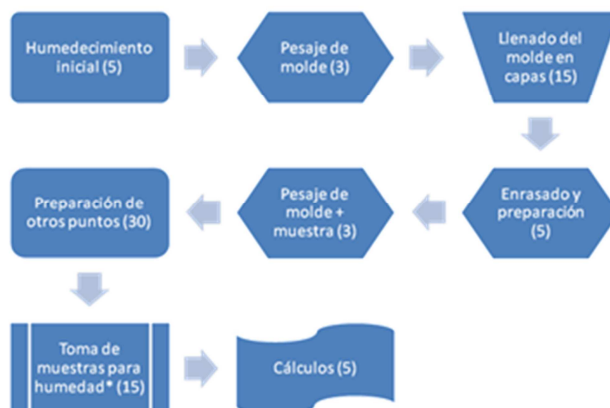 Humedecimiento
inicial (5)
Pesaje de
molde (3)
Llenado del
molde en
capas (15)
Enrasado y
preparación
(5)
Pesaje de
molde +
muestra (3)
Preparación de
otros puntos (30)
Toma de
muestras para
humedad* (15)
Cálculos (5)